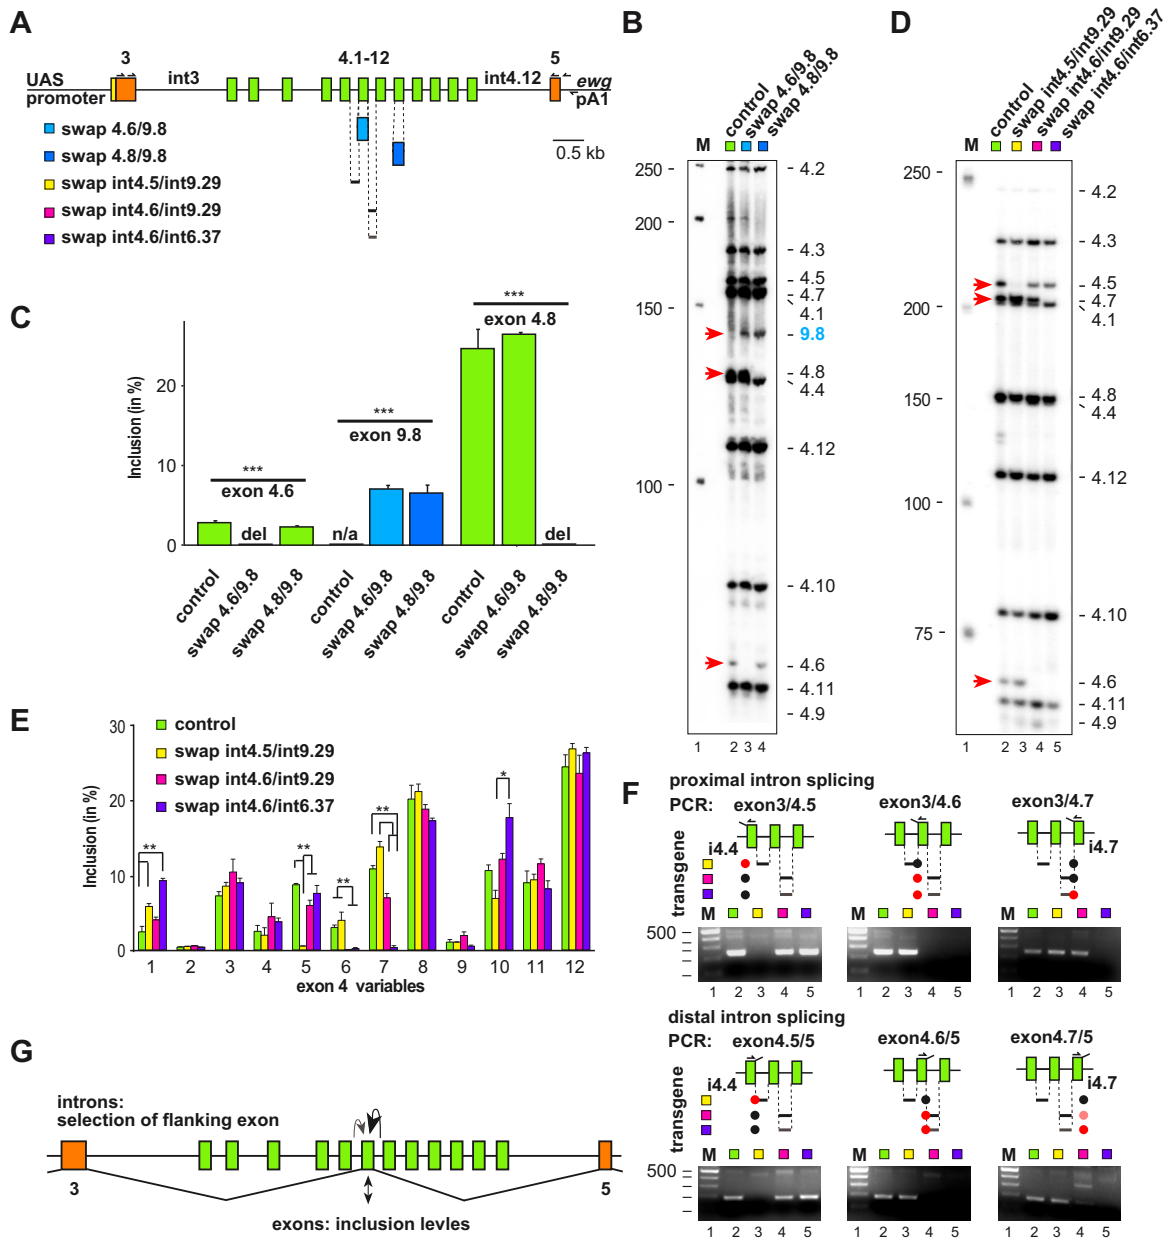 A
3
4.1-12
5
UAS
promoter
int3
int4.12
ewg
pA1
0.5 kb
swap 4.6/9.8
swap 4.8/9.8
swap int4.5/int9.29
swap int4.6/int9.29
swap int4.6/int6.37
B
control
swap 4.6/9.8
swap 4.8/9.8
M
250
200
150
100
4.2
4.3
4.5
4.7
4.1
9.8
4.8
4.4
4.12
4.10
4.6
4.11
4.9
1 2 3 4
D
control
swap int4.5/int9.29
swap int4.6/int9.29
swap int4.6/int6.37
M
250
200
150
100
75
4.2
4.3
4.5
4.7
4.1
4.8
4.4
4.12
4.10
4.6
4.11
4.9
1 2 3 4 5
C
Inclusion (in %)
20
10
0
***
exon 4.6
del
***
exon 9.8
n/a
***
exon 4.8
del
control
swap 4.6/9.8
swap 4.8/9.8
control
swap 4.6/9.8
swap 4.8/9.8
control
swap 4.6/9.8
swap 4.8/9.8
E
Inclusion (in %)
30
20
10
0
control
swap int4.5/int9.29
swap int4.6/int9.29
swap int4.6/int6.37
**
**
**
**
*
1 2 3 4 5 6 7 8 9 10 11 12
exon 4 variables
F
proximal intron splicing
PCR: exon3/4.5 exon3/4.6 exon3/4.7
i4.4 i4.7
transgene
M
500
1 2 3 4 5
M
1 2 3 4 5
M
1 2 3 4 5
distal intron splicing
PCR: exon4.5/5 exon4.6/5 exon4.7/5
i4.4 i4.7
transgene
M
500
1 2 3 4 5
M
1 2 3 4 5
M
1 2 3 4 5
G
introns:
selection of flanking exon
3
5
exons: inclusion levles